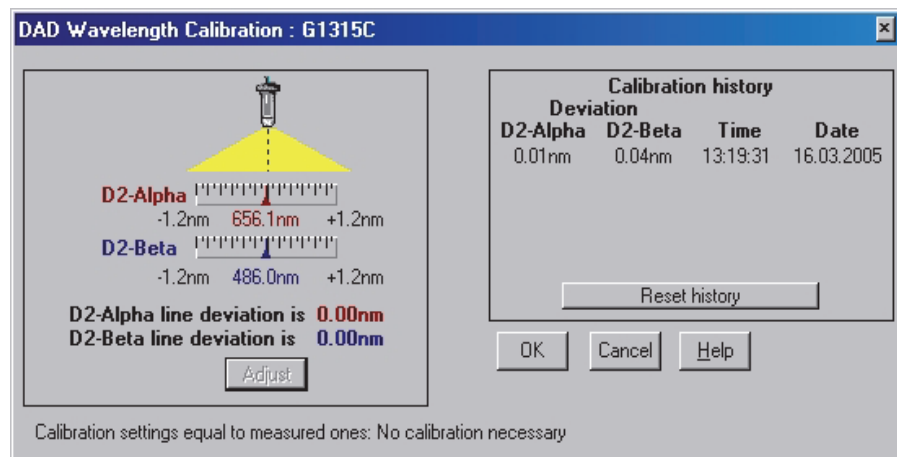 DAD Wavelength Calibration : G1315C
D2-Alpha
-1.2nm 656.1nm +1.2nm
D2-Beta
-1.2nm 486.0nm +1.2nm
D2-Alpha line deviation is 0.00nm
D2-Beta line deviation is 0.00nm
Adjust
Calibration history
Deviation
D2-Alpha D2-Beta Time Date
0.01nm 0.04nm 13:19:31 16.03.2005
Reset history
OK Cancel Help
Calibration settings equal to measured ones: No calibration necessary